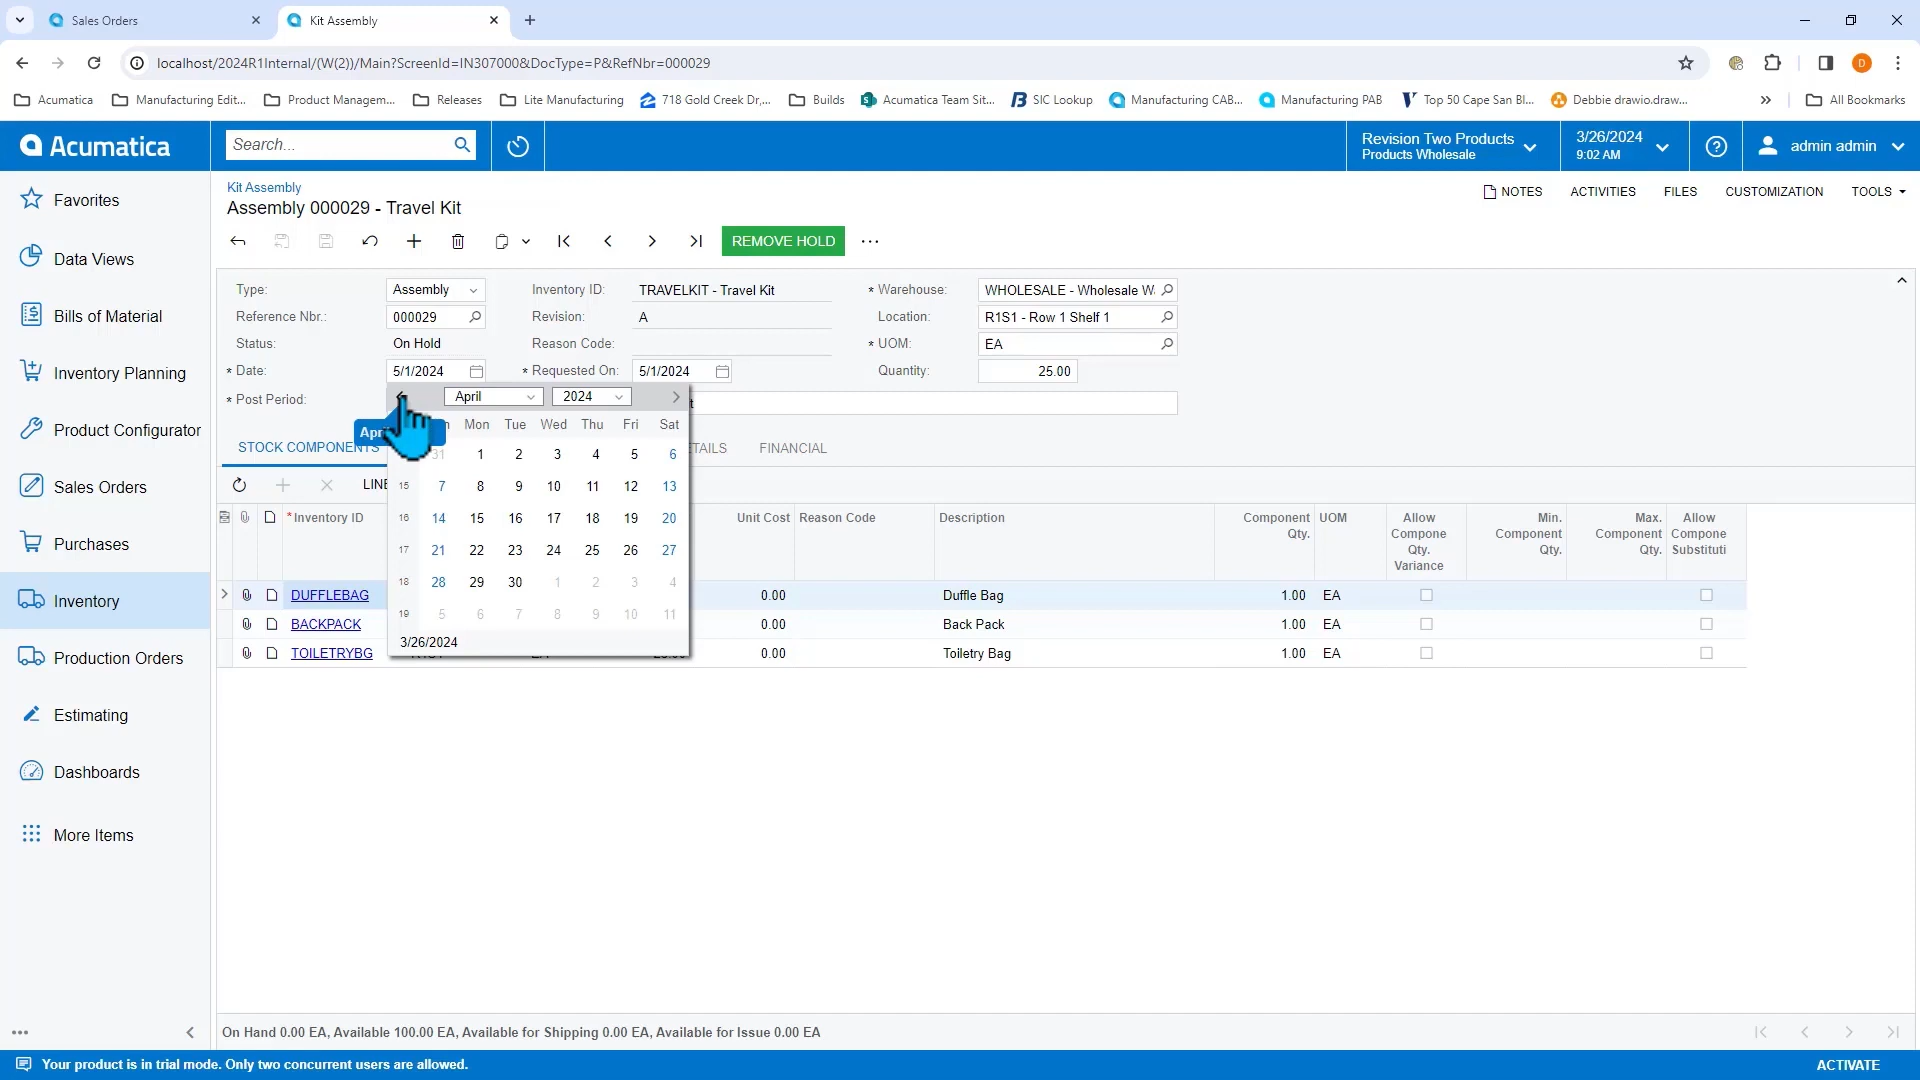 Sales Orders
Kit Assembly
localhost/2024R1Internal/(W(2))/Main?ScreenId=IN307000&DocType=P&RefNbr=000029
D
Acumatica
Manufacturing Edit...
Product Managem...
Releases
Lite Manufacturing
718 Gold Creek Dr,...
Builds
Acumatica Team Sit...
SIC Lookup
Manufacturing CAB...
Manufacturing PAB
Top 50 Cape San Bl...
Debbie drawio.draw...
All Bookmarks
Acumatica
Search...
Revision Two Products
Products Wholesale
3/26/2024
9:02 AM
admin admin
Favorites
Data Views
Bills of Material
Inventory Planning
Product Configurator
Sales Orders
Purchases
Inventory
Production Orders
Estimating
Dashboards
More Items
Kit Assembly
Assembly 000029 - Travel Kit
NOTES
ACTIVITIES
FILES
CUSTOMIZATION
TOOLS
REMOVE HOLD
Type: Assembly
Reference Nbr.: 000029
Status: On Hold
* Date: 5/1/2024
* Post Period:
Inventory ID: TRAVELKIT - Travel Kit
Revision: A
Reason Code:
* Requested On: 5/1/2024
* Warehouse: WHOLESALE - Wholesale W
Location: R1S1 - Row 1 Shelf 1
* UOM: EA
Quantity: 25.00
April 2024
Mon Tue Wed Thu Fri Sat
31 1 2 3 4 5 6
15 7 8 9 10 11 12 13
16 14 15 16 17 18 19 20
17 21 22 23 24 25 26 27
18 28 29 30 1 2 3 4
19 5 6 7 8 9 10 11
3/26/2024
STOCK COMPONENTS
FINANCIAL
* Inventory ID
Unit Cost
Reason Code
Description
Component Qty.
UOM
Allow Compone Qty. Variance
Min. Component Qty.
Max. Component Qty.
Allow Compone Substituti
DUFFLEBAG 0.00 Duffle Bag 1.00 EA
BACKPACK 0.00 Back Pack 1.00 EA
TOILETRYBG 0.00 Toiletry Bag 1.00 EA
On Hand 0.00 EA, Available 100.00 EA, Available for Shipping 0.00 EA, Available for Issue 0.00 EA
Your product is in trial mode. Only two concurrent users are allowed.
ACTIVATE